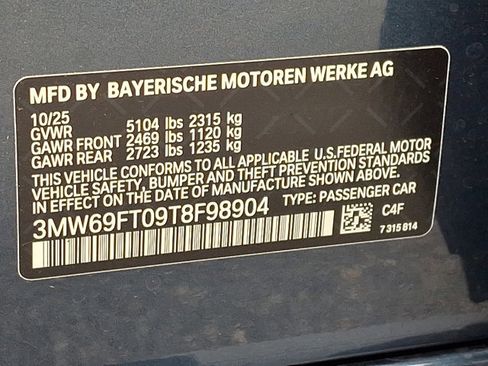 MFD BY BAYERISCHE MOTOREN WERKE AG
10/25
GVWR 5104 lbs 2315 kg
GAWR FRONT 2469 lbs 1120 kg
GAWR REAR 2723 lbs 1235 kg
THIS VEHICLE CONFORMS TO ALL APPLICABLE U.S.FEDERAL MOTOR
VEHICLE SAFETY, BUMPER AND THEFT PREVENTION STANDARDS
IN EFFECT ON THE DATE OF MANUFACTURE SHOWN ABOVE.
3MW69FT09T8F98904 TYPE: PASSENGER CAR
C4F
7 315 814